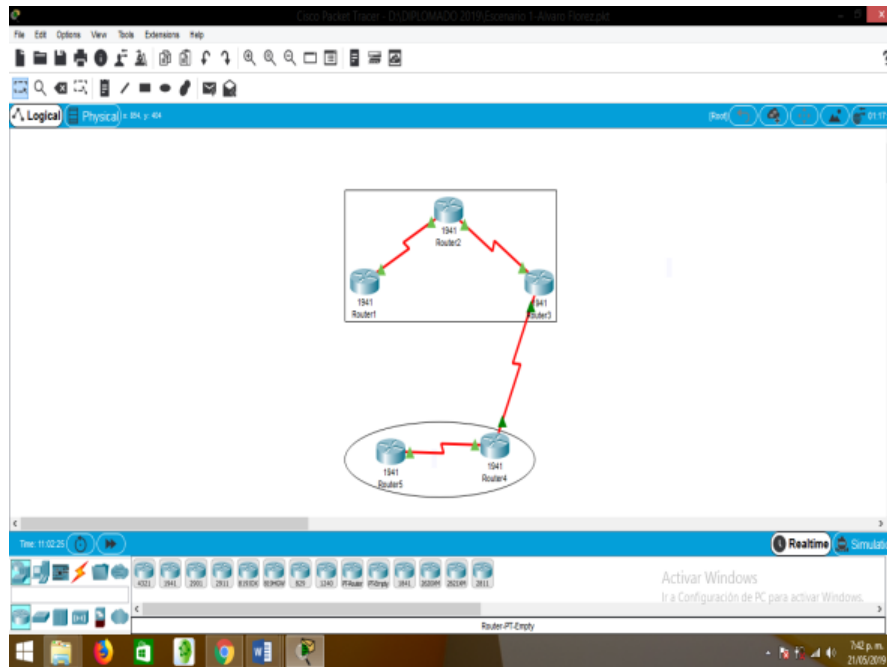 Cisco Packet Tracer - D:\DIPLOMADO 2019\Escenario 1-Alvaro Florez.pkt
File Edit Options View Tools Extensions Help
Logical Physical x: 894, y: 404 [Root] 01:17
1941
Router2
1941
Router1
1941
Router3
1941
Router5
1941
Router4
Time: 11:02:25 Realtime Simulati
4321 1941 2901 2911 819IOX 819HGW 829 1240 PT-Router PT-Empty 1841 2620XM 2621XM 2811
Activar Windows
Ir a Configuración de PC para activar Windows.
Router-PT-Empty
7:42 p. m.
21/05/2019